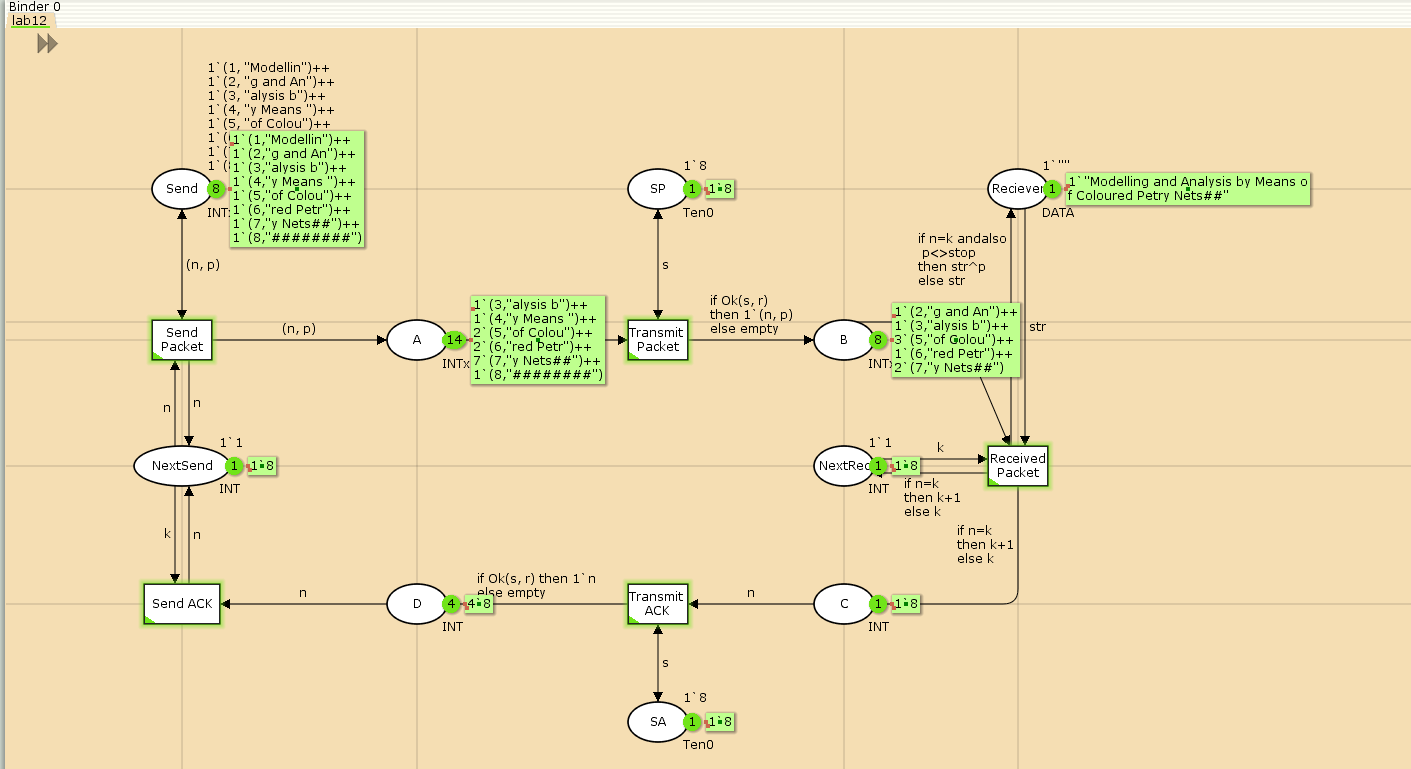 Binder 0
lab12
1`(1, "Modellin")++
1`(2, "g and An")++
1`(3, "alysis b")++
1`(4, "y Means ")++
1`(5, "of Colou")++
1`(
1`(
1`(
1`(1,"Modellin")++
1`(2,"g and An")++
1`(3,"alysis b")++
1`(4,"y Means ")++
1`(5,"of Colou")++
1`(6,"red Petr")++
1`(7,"y Nets##")++
1`(8,"########")
Send
8
INT
(n, p)
1`8
SP
1
1`8
Ten0
s
1`""
Reciever
1
1`"Modelling and Analysis by Means o
f Coloured Petry Nets##"
DATA
if n=k andalso
p<>stop
then str^p
else str
str
Send
Packet
(n, p)
A
14
1`(3,"alysis b")++
1`(4,"y Means ")++
2`(5,"of Colou")++
2`(6,"red Petr")++
7`(7,"y Nets##")++
1`(8,"########")
INTx
Transmit
Packet
if Ok(s, r)
then 1`(n, p)
else empty
B
8
1`(2,"g and An")++
1`(3,"alysis b")++
3`(5,"of Colou")++
1`(6,"red Petr")++
2`(7,"y Nets##")
INT
n
n
1`1
NextSend
1
1`8
INT
1`1
NextRec
1
1`8
INT
k
Received
Packet
if n=k
then k+1
else k
if n=k
then k+1
else k
k
n
Send ACK
n
D
4
4`8
INT
if Ok(s, r) then 1`n
else empty
Transmit
ACK
n
C
1
1`8
INT
s
1`8
SA
1
1`8
Ten0